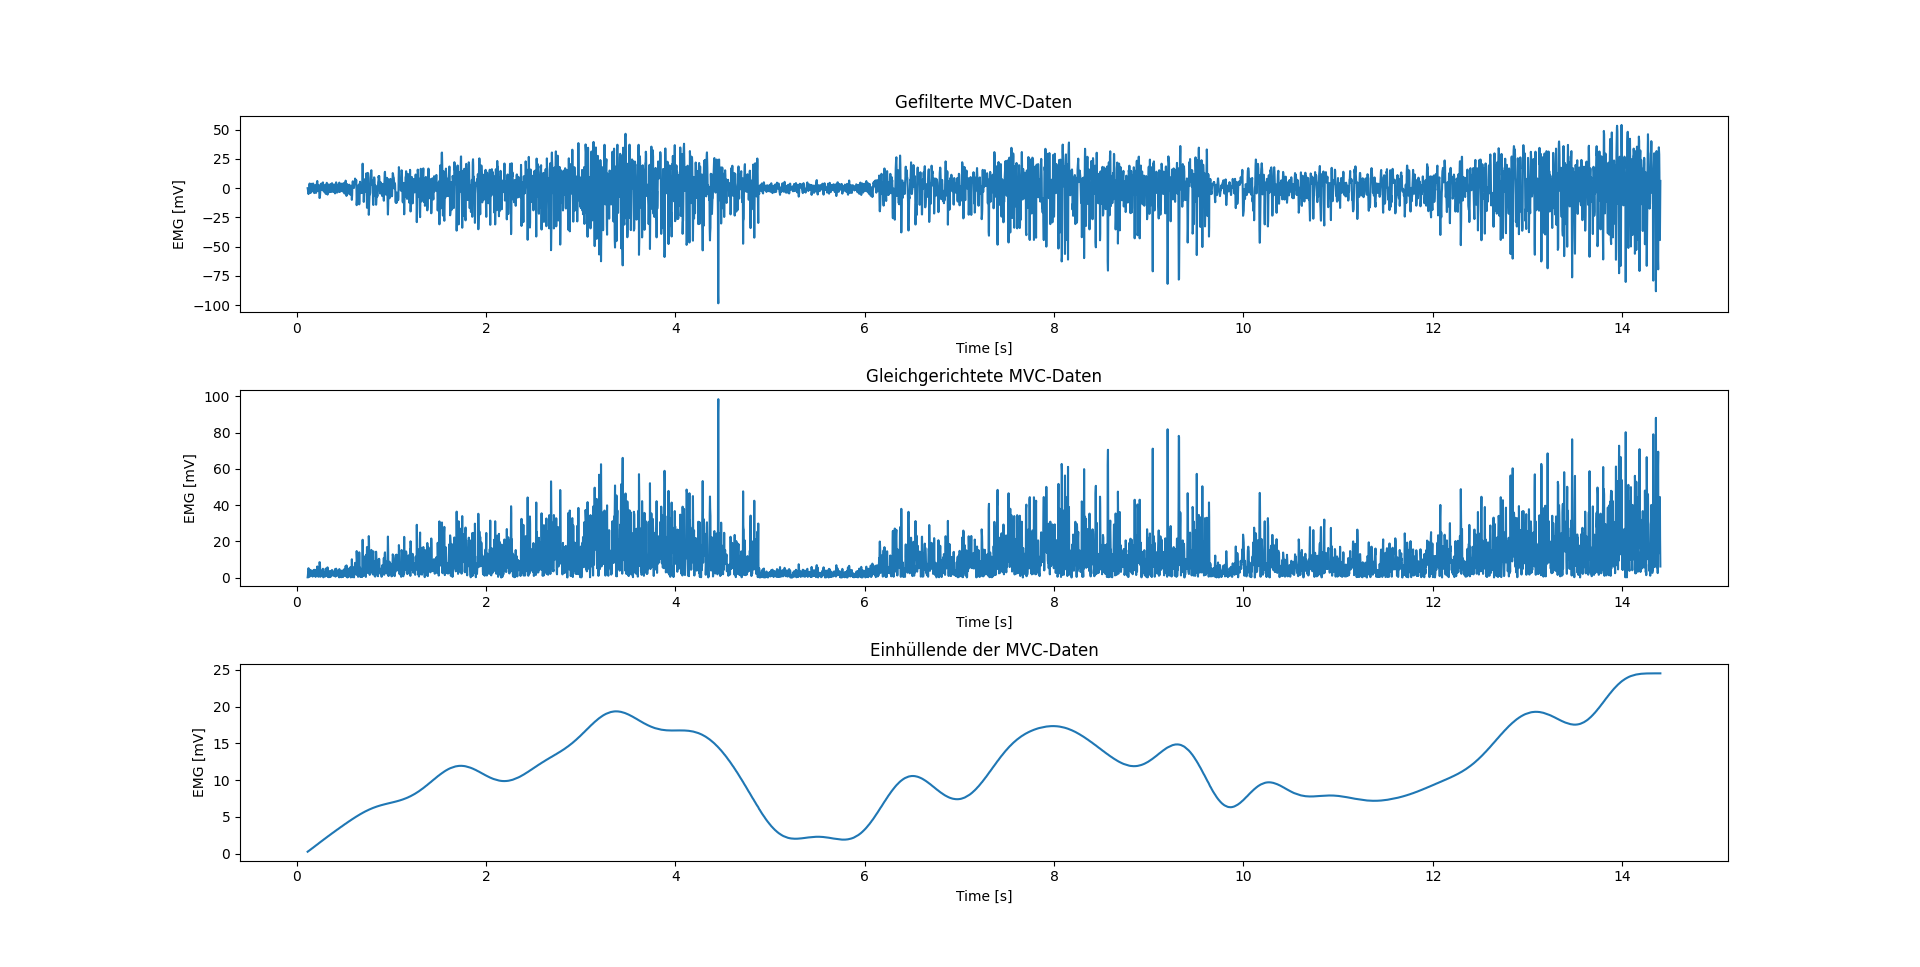 Gefilterte MVC-Daten
EMG [mV]
50
25
0
−25
−50
−75
−100
0 2 4 6 8 10 12 14
Time [s]
Gleichgerichtete MVC-Daten
EMG [mV]
100
80
60
40
20
0
0 2 4 6 8 10 12 14
Time [s]
Einhüllende der MVC-Daten
EMG [mV]
25
20
15
10
5
0
0 2 4 6 8 10 12 14
Time [s]